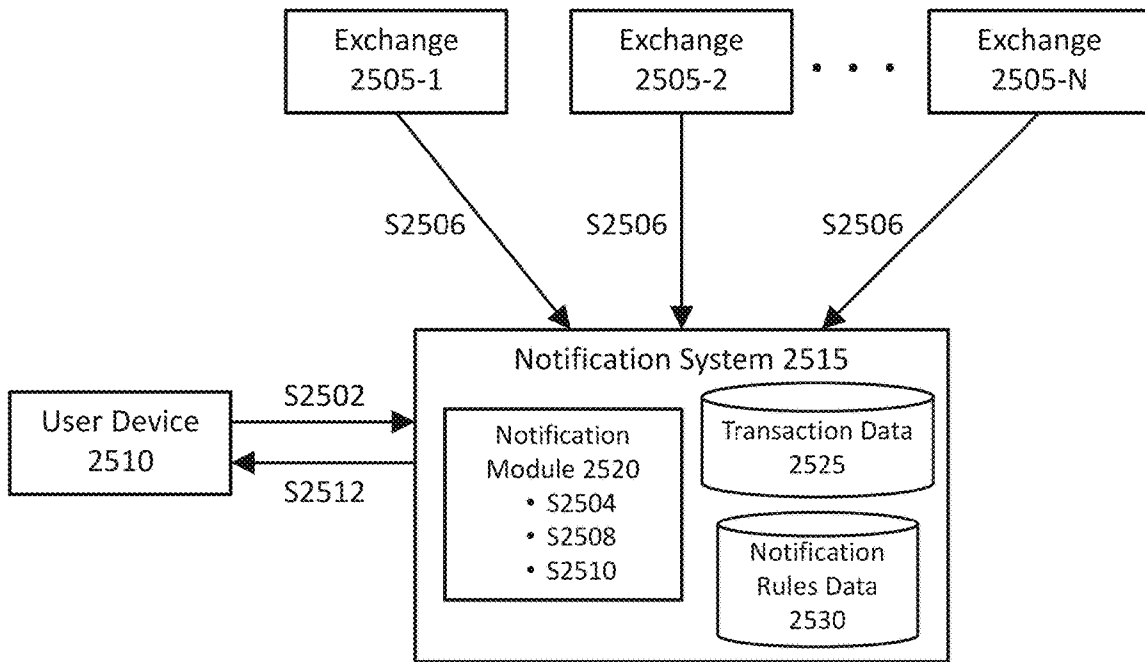 Exchange
2505-1
Exchange
2505-2
. . .
Exchange
2505-N
S2506
S2506
S2506
Notification System 2515
User Device
2510
S2502
S2512
Notification
Module 2520
• S2504
• S2508
• S2510
Transaction Data
2525
Notification
Rules Data
2530